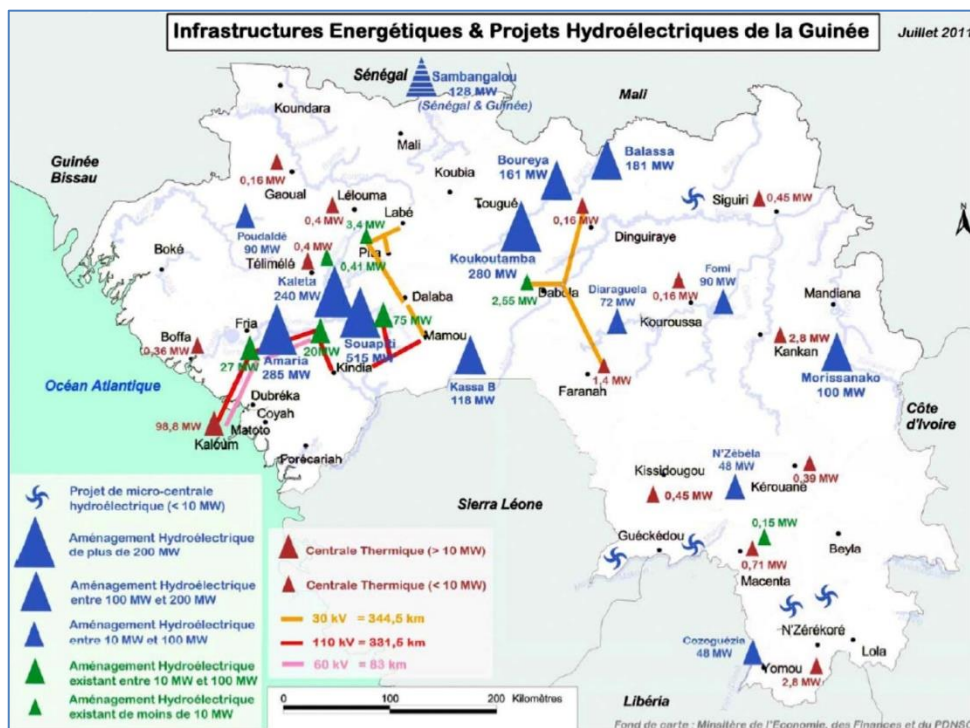 Infrastructures Energétiques & Projets Hydroélectriques de la Guinée
Juillet 2011
Sénégal
Sambangalou
128 MW
(Sénégal & Guinée)
Koundara
Mali
Mali
Guinée
Bissau
0,16 MW
Gaoual
Lélouma
0,4 MW
3,4 MW
Labé
Koubia
Boureya
161 MW
Balassa
181 MW
Tougué
0,16 MW
Dinguiraye
Siguiri
0,45 MW
N
Boké
Poudaldé
90 MW
Télimélé
0,4 MW
0,41 MW
Pita
Kaleta
240 MW
Dalaba
Koukoutamba
280 MW
2,55 MW
Dabola
Diaraguela
72 MW
0,16 MW
Kouroussa
Fomi
90 MW
Mandiana
2,8 MW
Kankan
Morissanako
100 MW
Boffa
0,36 MW
Fria
27 MW
Amaria
285 MW
20MW
Souapiti
515 MW
75 MW
Mamou
Kindia
Kassa B
118 MW
Faranah
1,4 MW
Océan Atlantique
Dubréka
Coyah
Matoto
98,8 MW
Kaloum
Forécariah
Côte
d'Ivoire
Sierra Léone
Kissidougou
0,45 MW
N'Zébéla
48 MW
Kérouané
0,39 MW
Guéckédou
0,15 MW
0,71 MW
Macenta
Beyla
N'Zérékoré
Lola
Cozoguézia
48 MW
Yomou
2,8 MW
Libéria
Projet de micro-centrale
hydroélectrique (< 10 MW)
Aménagement Hydroélectrique
de plus de 200 MW
Aménagement Hydroélectrique
entre 100 MW et 200 MW
Aménagement Hydroélectrique
entre 10 MW et 100 MW
Aménagement Hydroélectrique
existant entre 10 MW et 100 MW
Aménagement Hydroélectrique
existant de moins de 10 MW
Centrale Thermique (> 10 MW)
Centrale Thermique (< 10 MW)
30 kV = 344,5 km
110 kV = 331,5 km
60 kV = 83 km
0 100 200 Kilomètres
Fond de carte : Minsitère de l'Economie, des Finances et du PDNSC